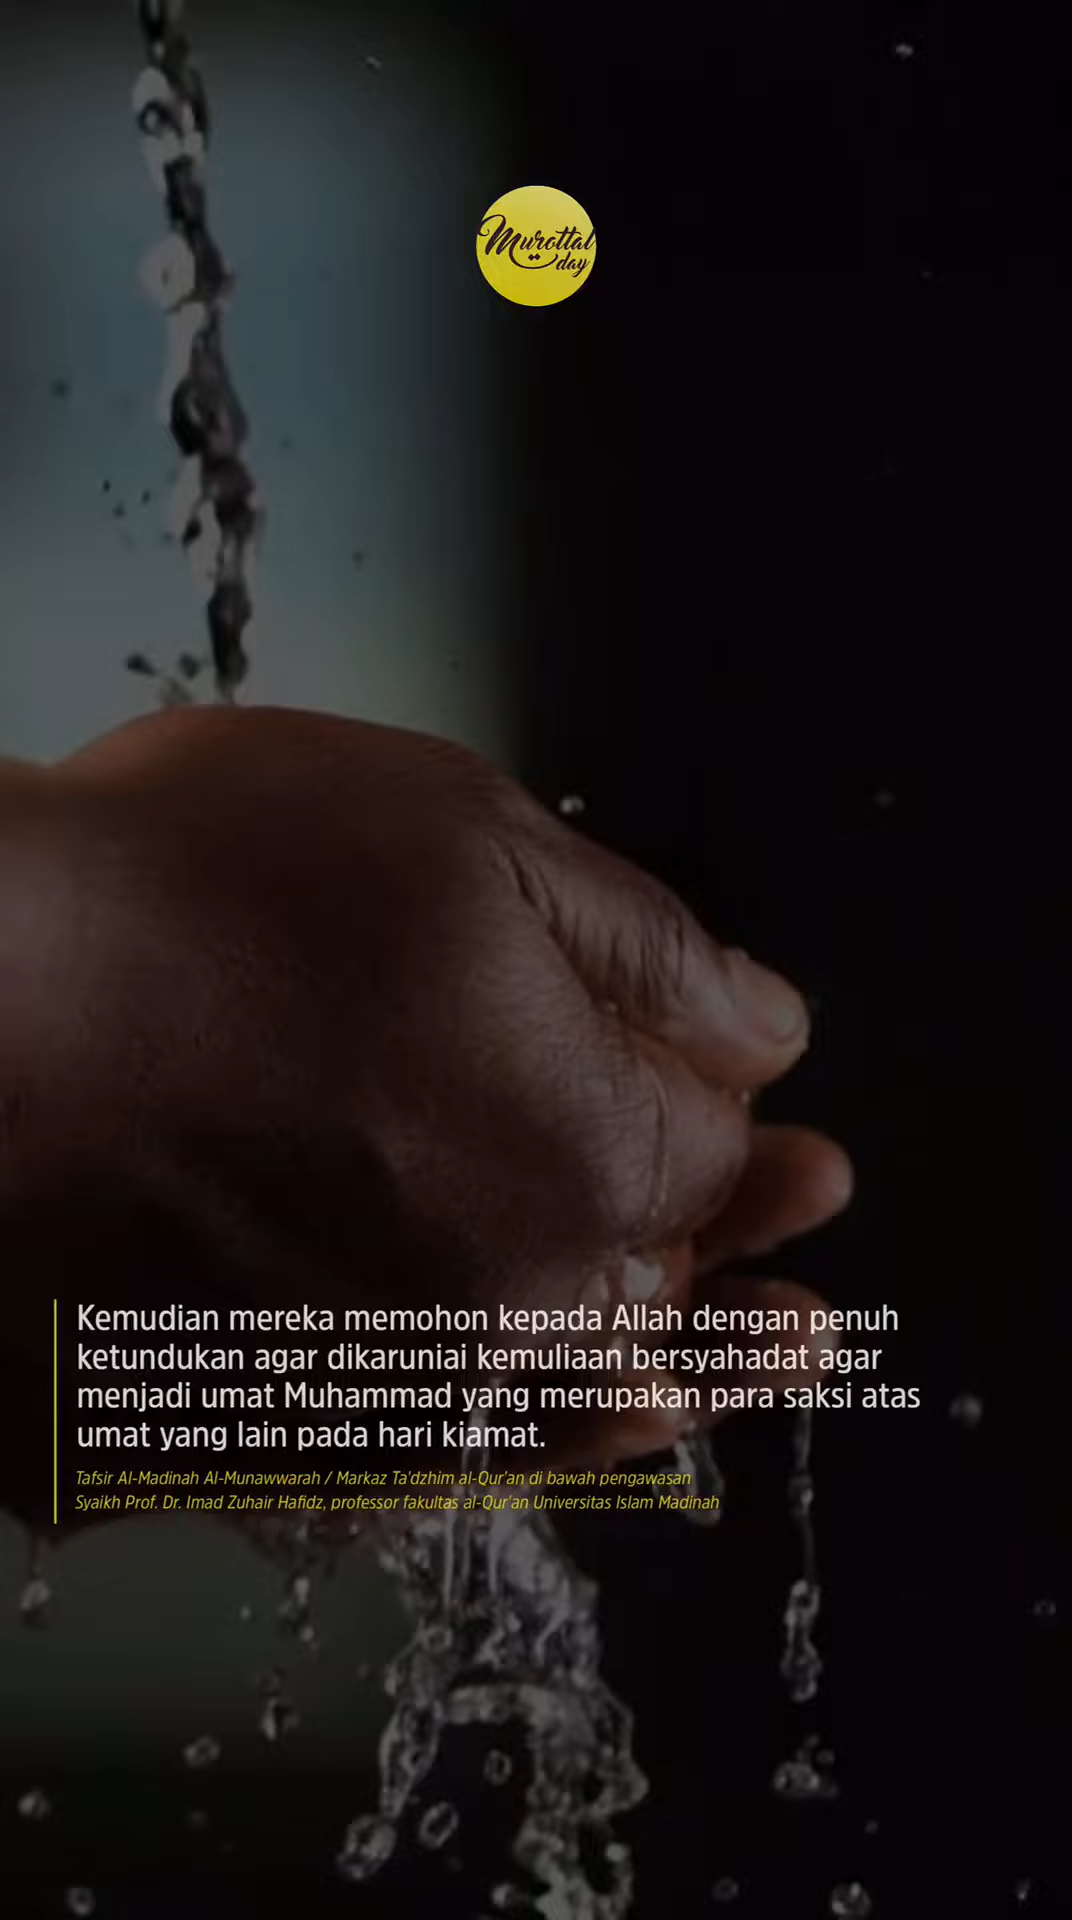 Murottal
day
Kemudian mereka memohon kepada Allah dengan penuh
ketundukan agar dikaruniai kemuliaan bersyahadat agar
menjadi umat Muhammad yang merupakan para saksi atas
umat yang lain pada hari kiamat.
Tafsir Al-Madinah Al-Munawwarah / Markaz Ta'dzhim al-Qur'an di bawah pengawasan
Syaikh Prof. Dr. Imad Zuhair Hafidz, professor fakultas al-Qur'an Universitas Islam Madinah